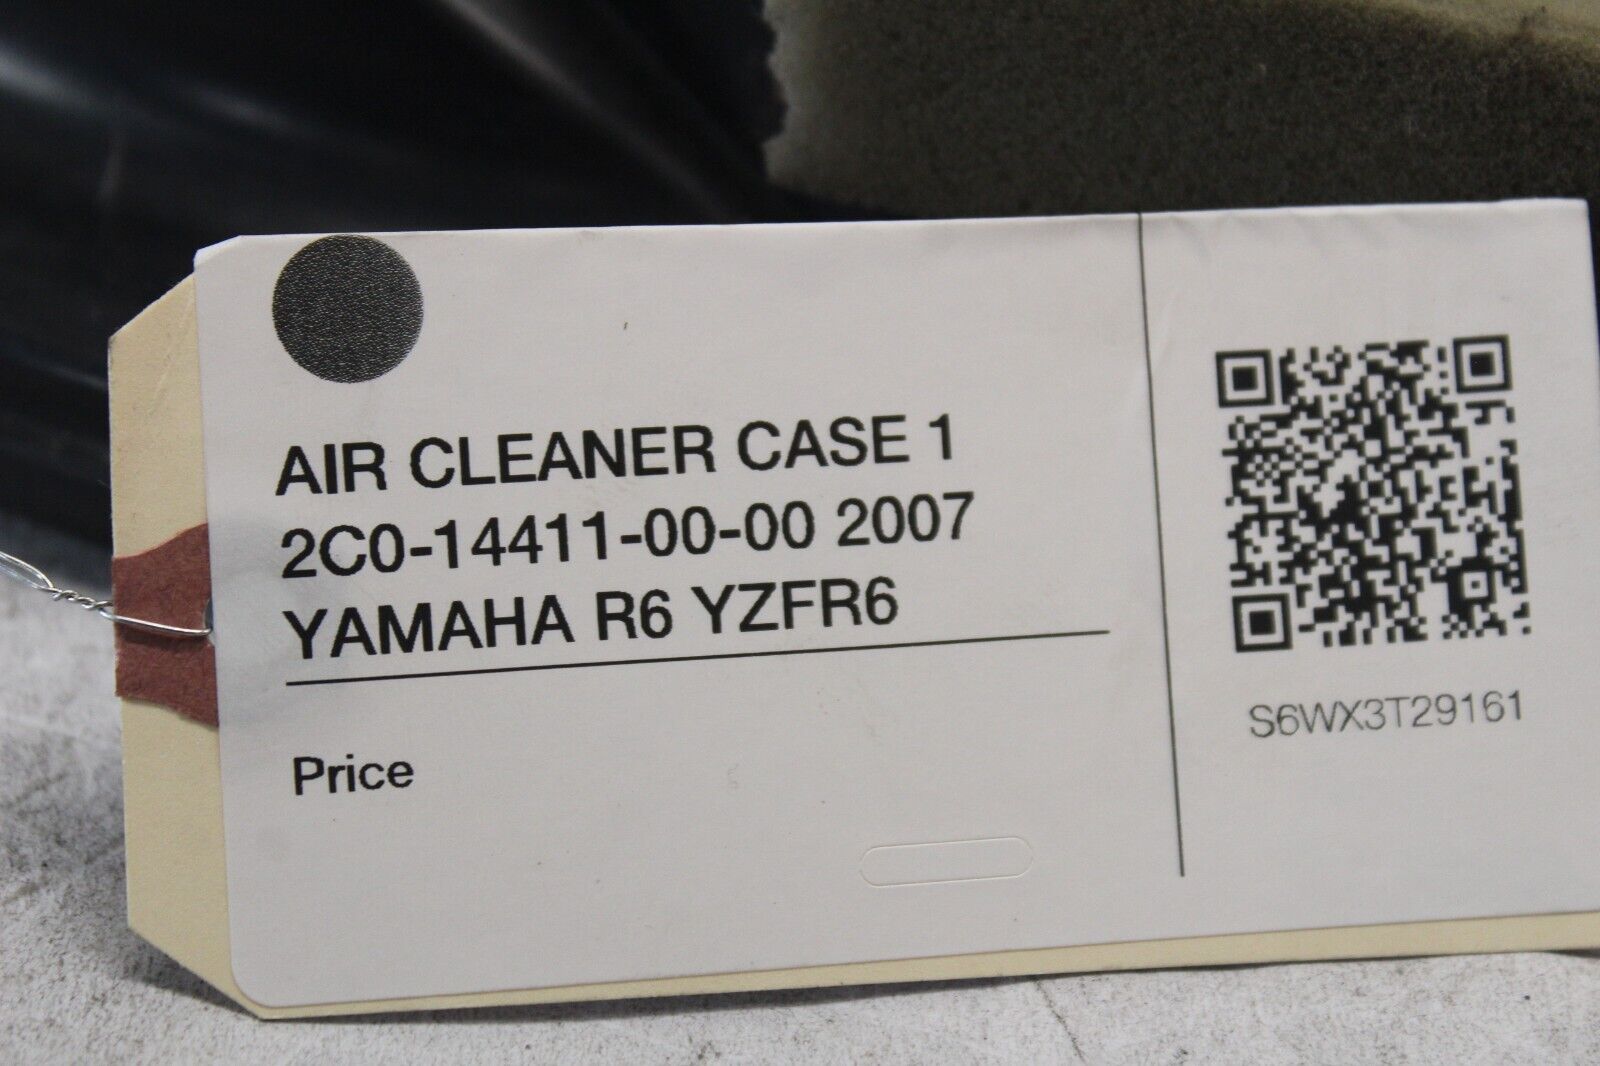 AIR CLEANER CASE 1
2C0-14411-00-00 2007
YAMAHA R6 YZFR6
Price
S6WX3T29161